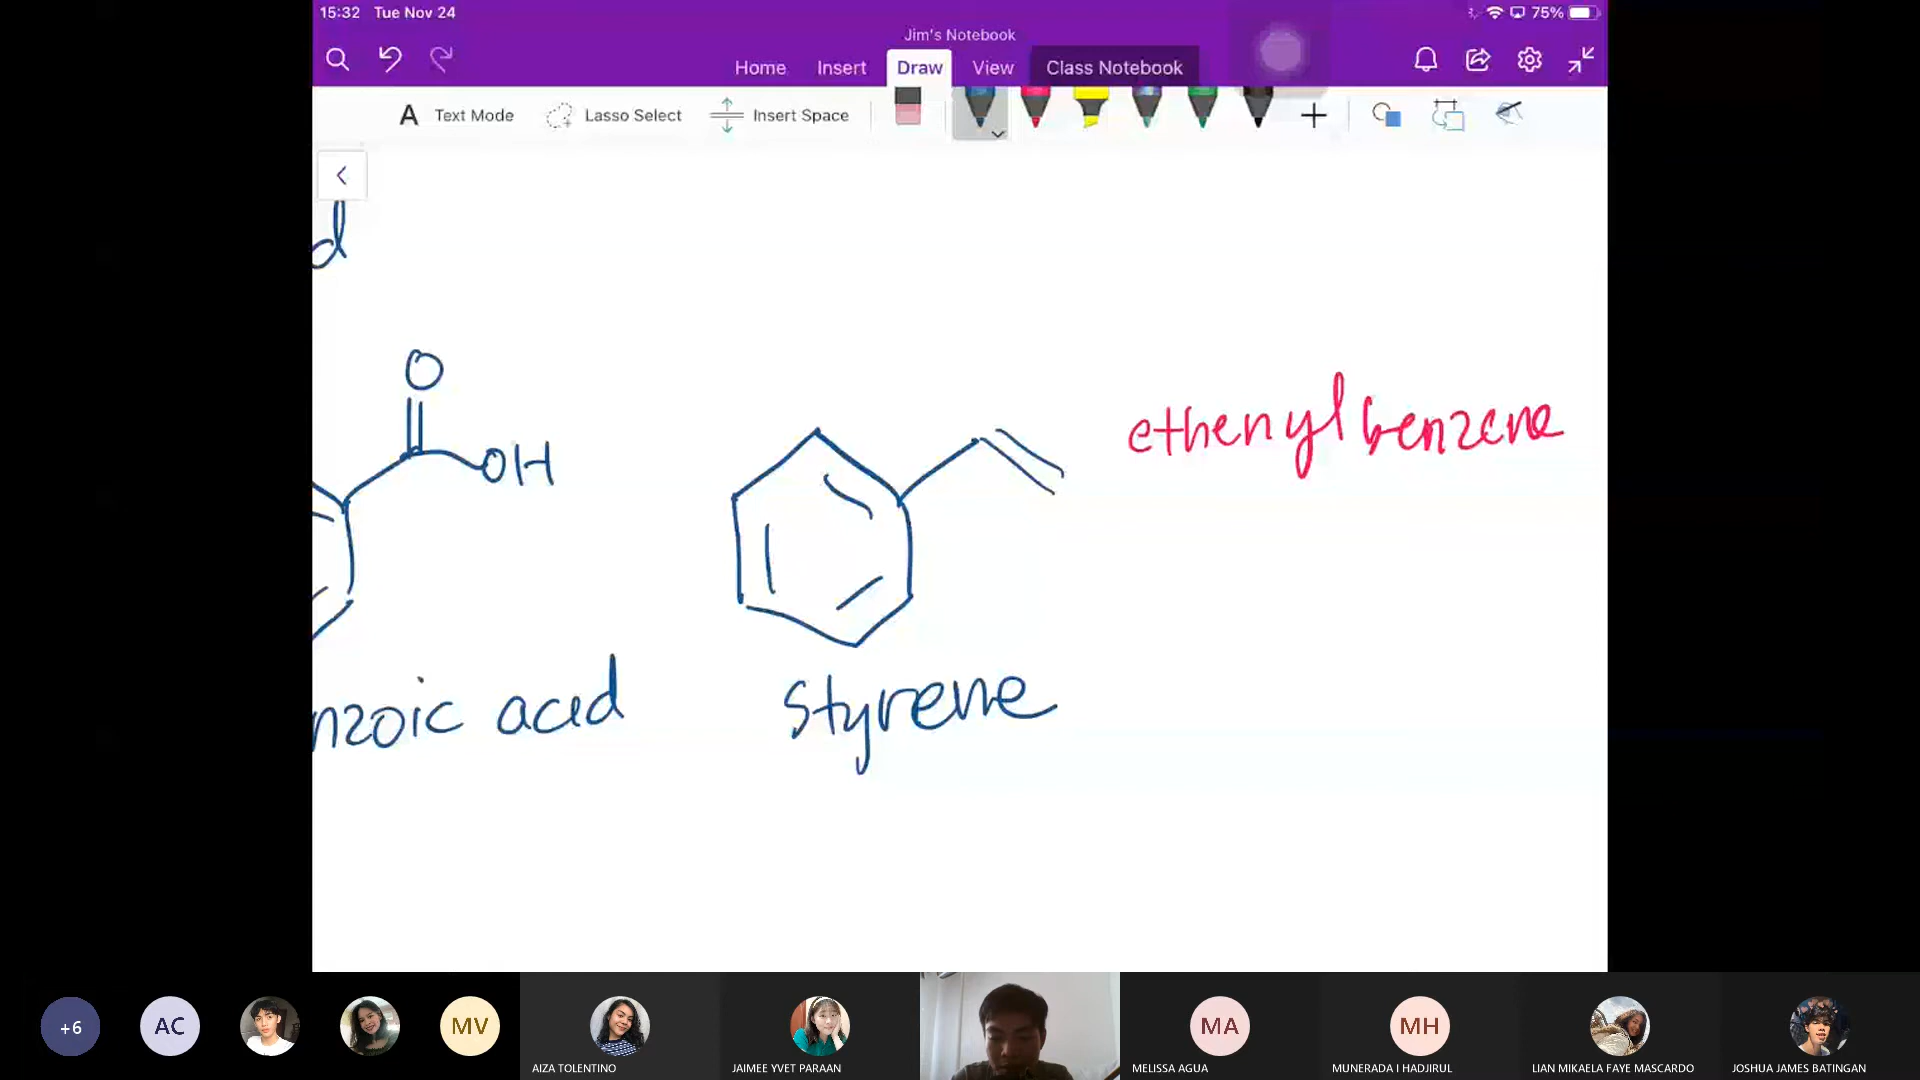 15:32 Tue Nov 24
75%
Jim's Notebook
Home Insert Draw View Class Notebook
A Text Mode Lasso Select Insert Space
d
O
OH
nzoic acid
styrene
ethenylbenzene
+6 AC MV MA MH
AIZA TOLENTINO JAIMEE YVET PARAAN MELISSA AGUA MUNERADA I HADJIRUL LIAN MIKAELA FAYE MASCARDO JOSHUA JAMES BATINGAN